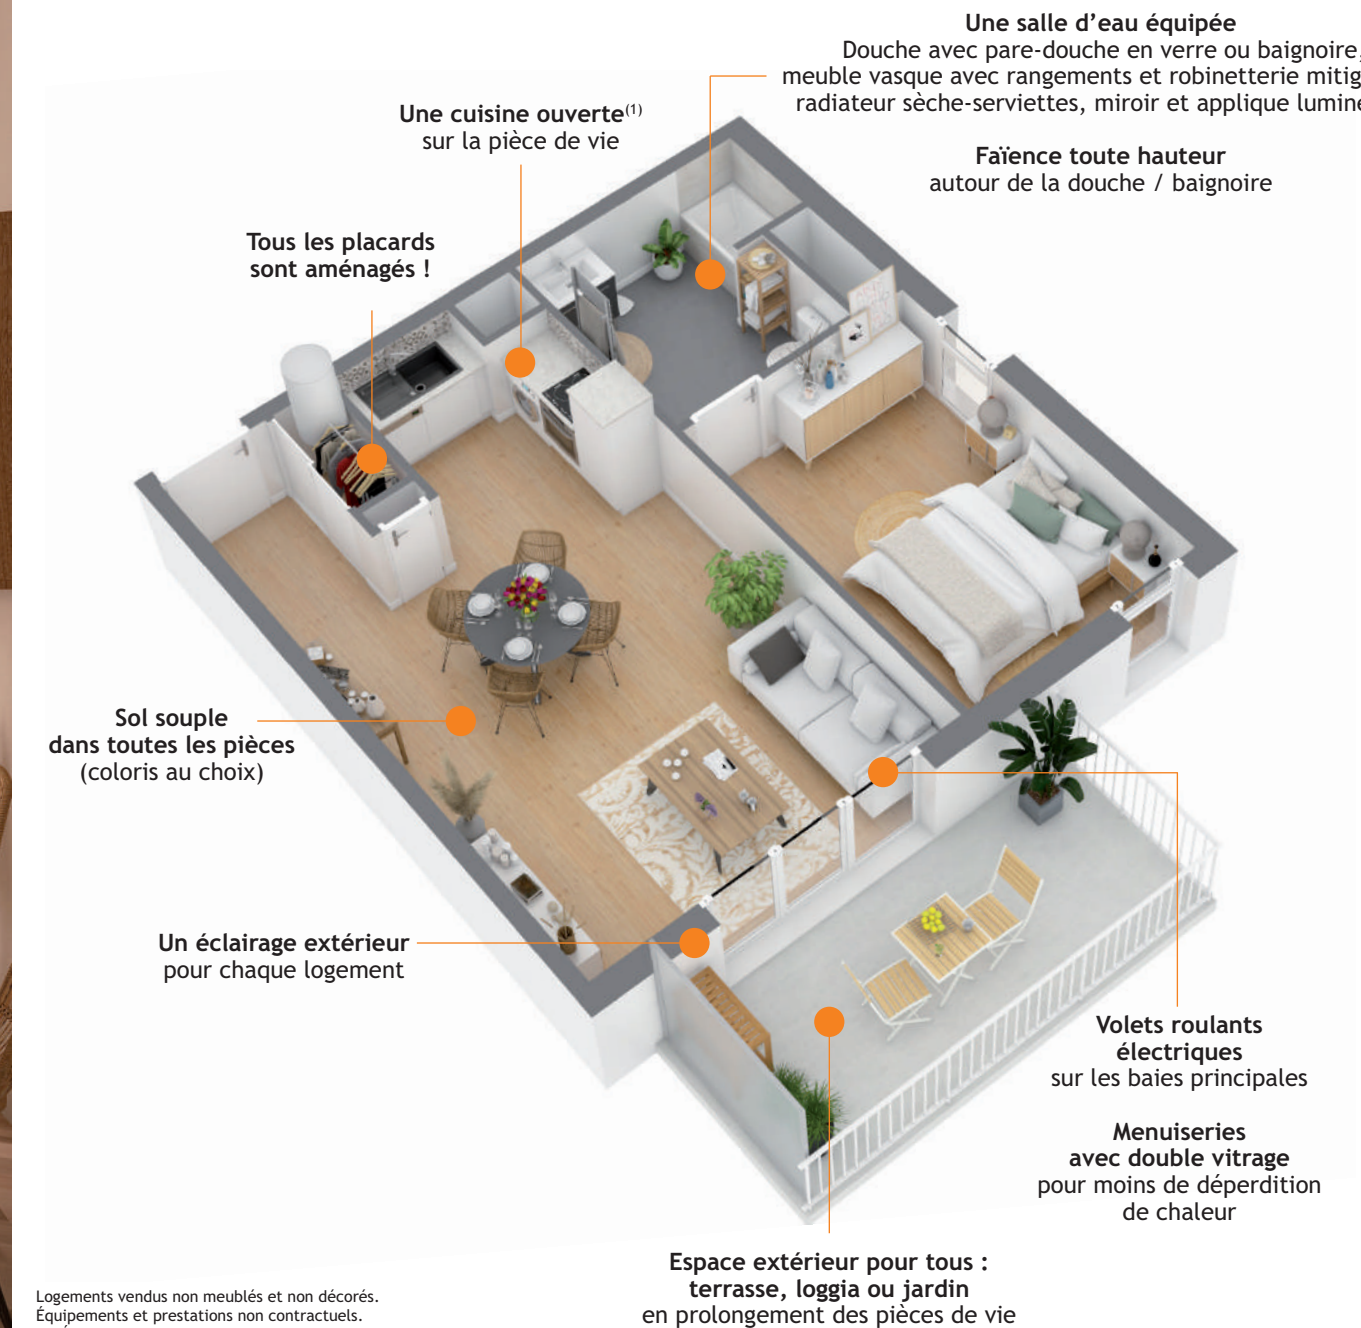 Une salle d’eau équipée
Douche avec pare-douche en verre ou baignoire,
meuble vasque avec rangements et robinetterie
radiateur sèche-serviettes, miroir et applique
Faïence toute hauteur
autour de la douche / baignoire
Une cuisine ouverte(1)
sur la pièce de vie
Tous les placards
sont aménagés !
Sol souple
dans toutes les pièces
(coloris au choix)
Un éclairage extérieur
pour chaque logement
Volets roulants
électriques
sur les baies principales
Menuiseries
avec double vitrage
pour moins de déperdition
de chaleur
Espace extérieur pour tous :
terrasse, loggia ou jardin
en prolongement des pièces de vie
Logements vendus non meublés et non décorés.
Équipements et prestations non contractuels.